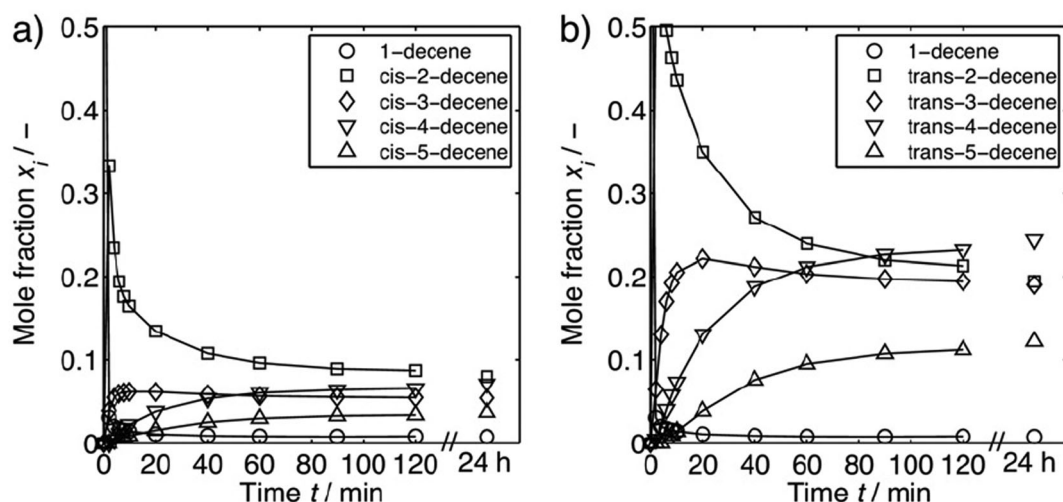 a)
0.5
0.4
0.3
0.2
0.1
0
Mole fraction xᵢ / –
1–decene
cis–2–decene
cis–3–decene
cis–4–decene
cis–5–decene
0 20 40 60 80 100 120 // 24 h
Time t / min
b)
0.5
0.4
0.3
0.2
0.1
0
Mole fraction xᵢ / –
1–decene
trans–2–decene
trans–3–decene
trans–4–decene
trans–5–decene
0 20 40 60 80 100 120 // 24 h
Time t / min